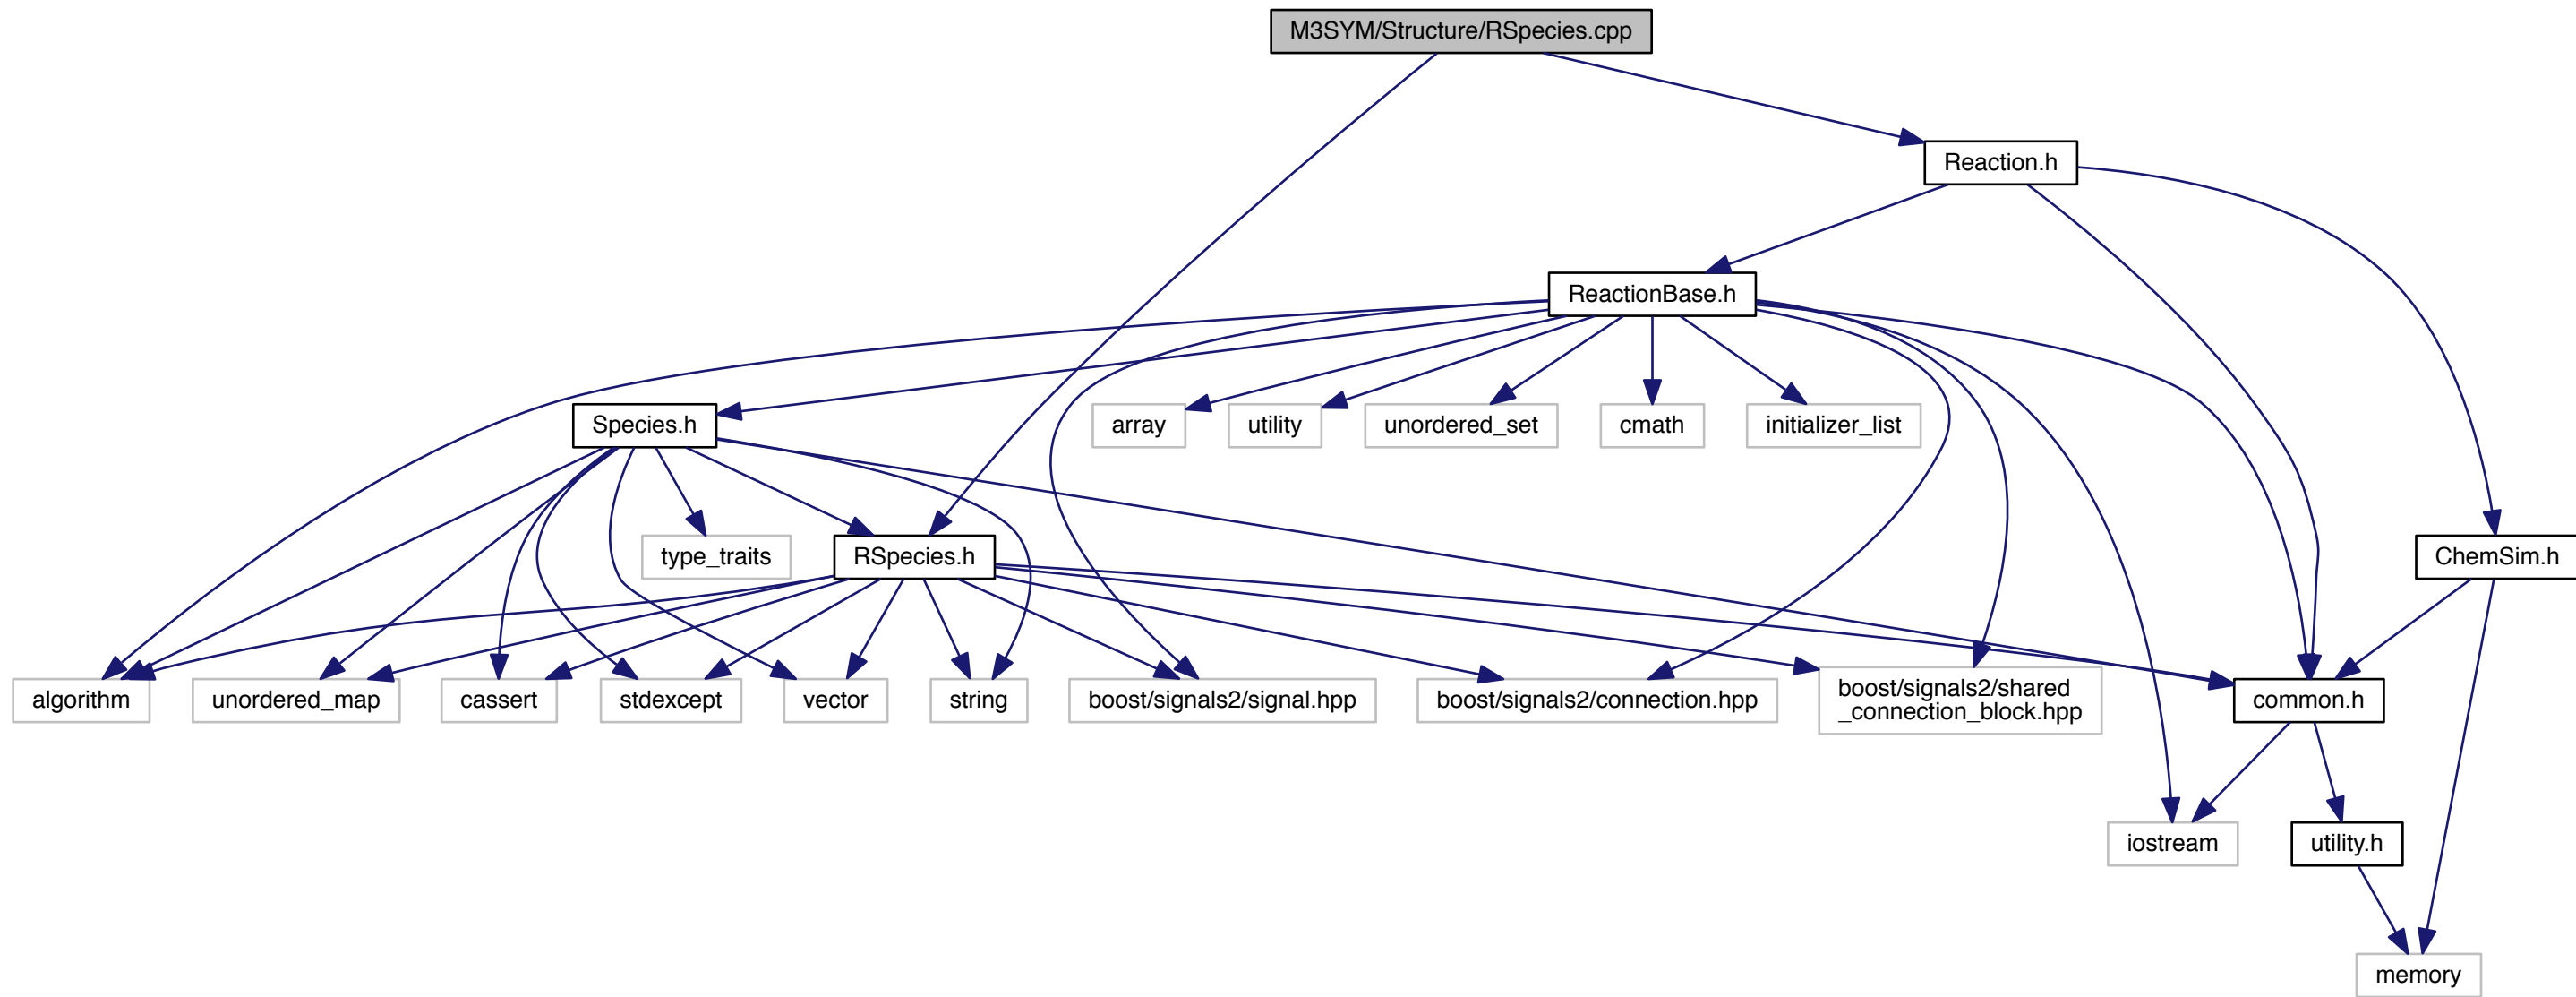 M3SYM/Structure/RSpecies.cpp
Reaction.h
ReactionBase.h
Species.h
array
utility
unordered_set
cmath
initializer_list
type_traits
RSpecies.h
ChemSim.h
algorithm
unordered_map
cassert
stdexcept
vector
string
boost/signals2/signal.hpp
boost/signals2/connection.hpp
boost/signals2/shared
_connection_block.hpp
common.h
iostream
utility.h
memory